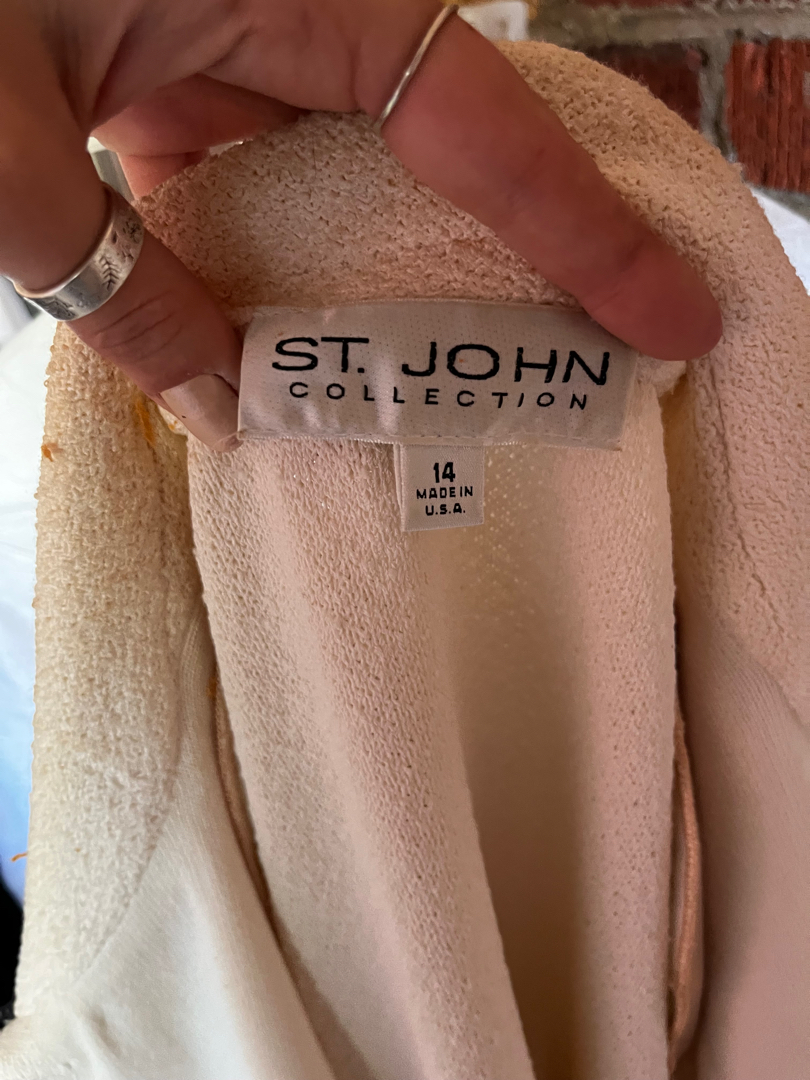 ST. JOHN
COLLECTION
14
MADE IN
U.S.A.